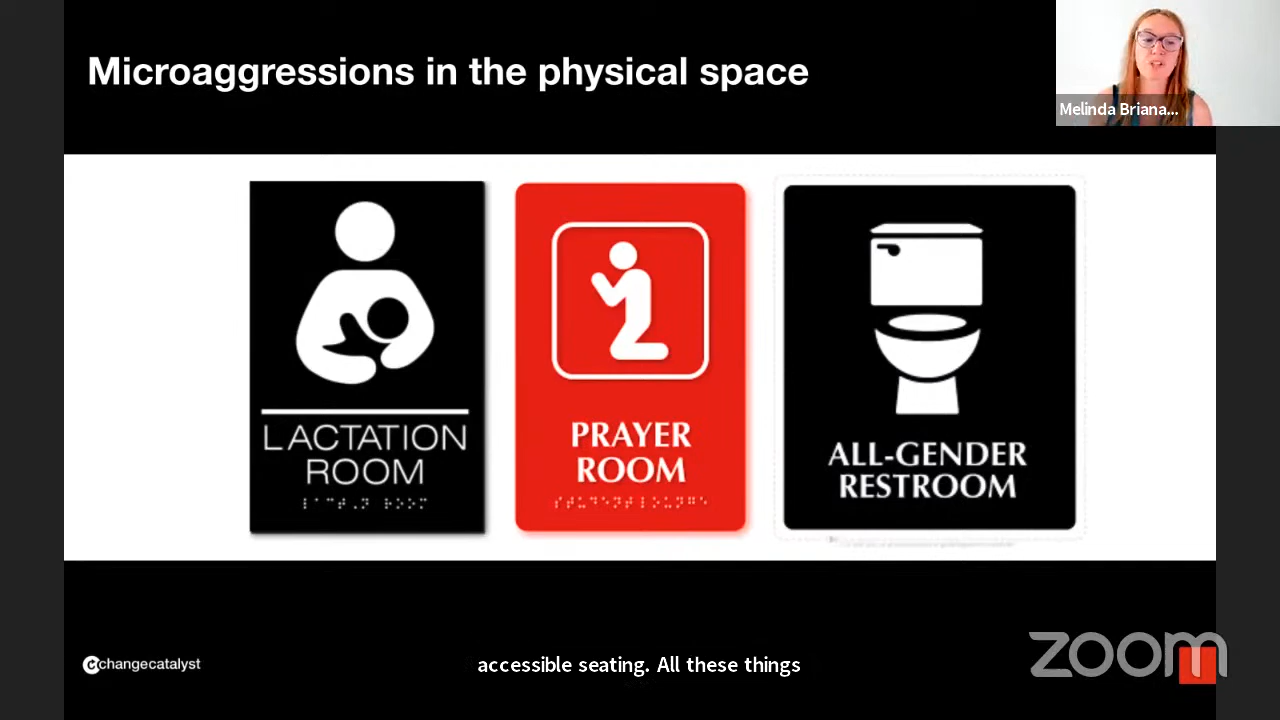 Microaggressions in the physical space
Melinda Briana...
LACTATION
ROOM
PRAYER
ROOM
ALL-GENDER
RESTROOM
changecatalyst
accessible seating. All these things
zoom